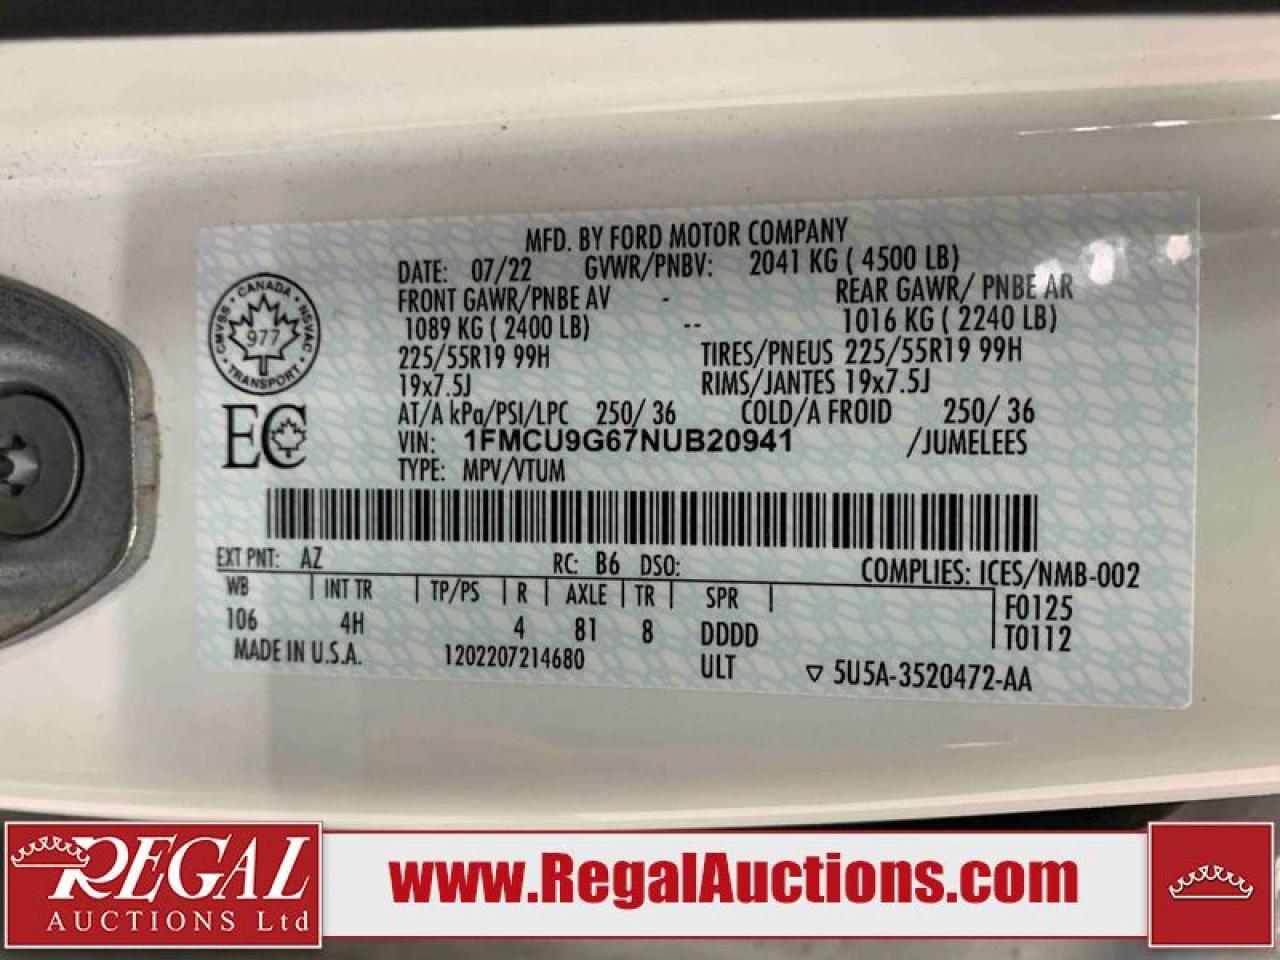 MFD. BY FORD MOTOR COMPANY
DATE: 07/22 GVWR/PNBV: 2041 KG ( 4500 LB)
FRONT GAWR/PNBE AV - REAR GAWR/ PNBE AR
1089 KG ( 2400 LB) -- 1016 KG ( 2240 LB)
225/55R19 99H TIRES/PNEUS 225/55R19 99H
19x7.5J RIMS/JANTES 19x7.5J
AT/A kPa/PSI/LPC 250/ 36 COLD/A FROID 250/ 36
VIN: 1FMCU9G67NUB20941 /JUMELEES
TYPE: MPV/VTUM
CANADA
CMVSS NSVAC
977
TRANSPORT
EC
EXT PNT: AZ RC: B6 DSO: COMPLIES: ICES/NMB-002
WB | INT TR | TP/PS | R | AXLE | TR | SPR | F0125
106 4H 4 81 8 DDDD T0112
MADE IN U.S.A. 1202207214680 ULT ▽ 5U5A-3520472-AA
REGAL
AUCTIONS Ltd
www.RegalAuctions.com